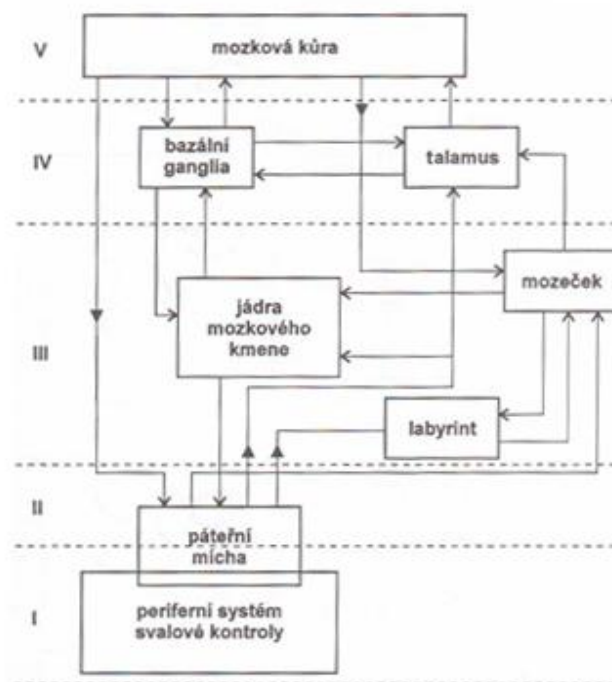 V
mozková kůra
IV
bazální
ganglia
talamus
III
jádra
mozkového
kmene
mozeček
labyrint
II
páteřní
mícha
I
periferní systém
svalové kontroly